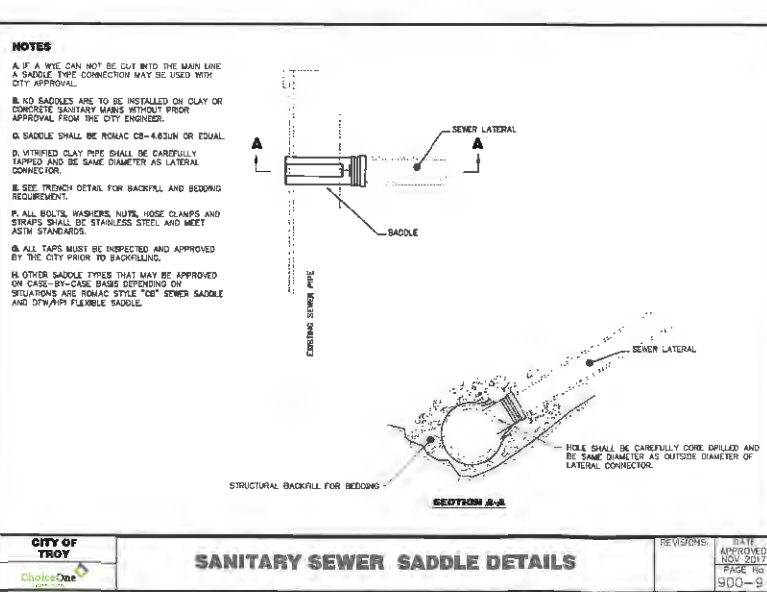 NOTES
A. IF A WYE CAN NOT BE CUT INTO THE MAIN LINE
A SADDLE TYPE CONNECTION MAY BE USED WITH
CITY APPROVAL.
B. NO SADDLES ARE TO BE INSTALLED ON CLAY OR
CONCRETE SANITARY MAINS WITHOUT PRIOR
APPROVAL FROM THE CITY ENGINEER.
C. SADDLE SHALL BE ROMAC CB-4.63UN OR EQUAL.
D. VITRIFIED CLAY PIPE SHALL BE CAREFULLY
TAPPED AND BE SAME DIAMETER AS LATERAL
CONNECTOR.
E. SEE TRENCH DETAIL FOR BACKFILL AND BEDDING
REQUIREMENT.
F. ALL BOLTS, WASHERS, NUTS, HOSE CLAMPS AND
STRAPS SHALL BE STAINLESS STEEL AND MEET
ASTM STANDARDS.
G. ALL TAPS MUST BE INSPECTED AND APPROVED
BY THE CITY PRIOR TO BACKFILLING.
H. OTHER SADDLE TYPES THAT MAY BE APPROVED
ON CASE-BY-CASE BASIS DEPENDING ON
SITUATIONS ARE ROMAC STYLE "CB" SEWER SADDLE
AND DFW/HPI FLEXIBLE SADDLE.
A
A
SEWER LATERAL
SADDLE
EXISTING SEWER PIPE
SEWER LATERAL
HOLE SHALL BE CAREFULLY CORE DRILLED AND
BE SAME DIAMETER AS OUTSIDE DIAMETER OF
LATERAL CONNECTOR.
STRUCTURAL BACKFILL FOR BEDDING
SECTION A-A
CITY OF
TROY
ChoiceOne
SANITARY SEWER SADDLE DETAILS
REVISIONS
DATE
APPROVED
NOV 2017
PAGE No
900-9